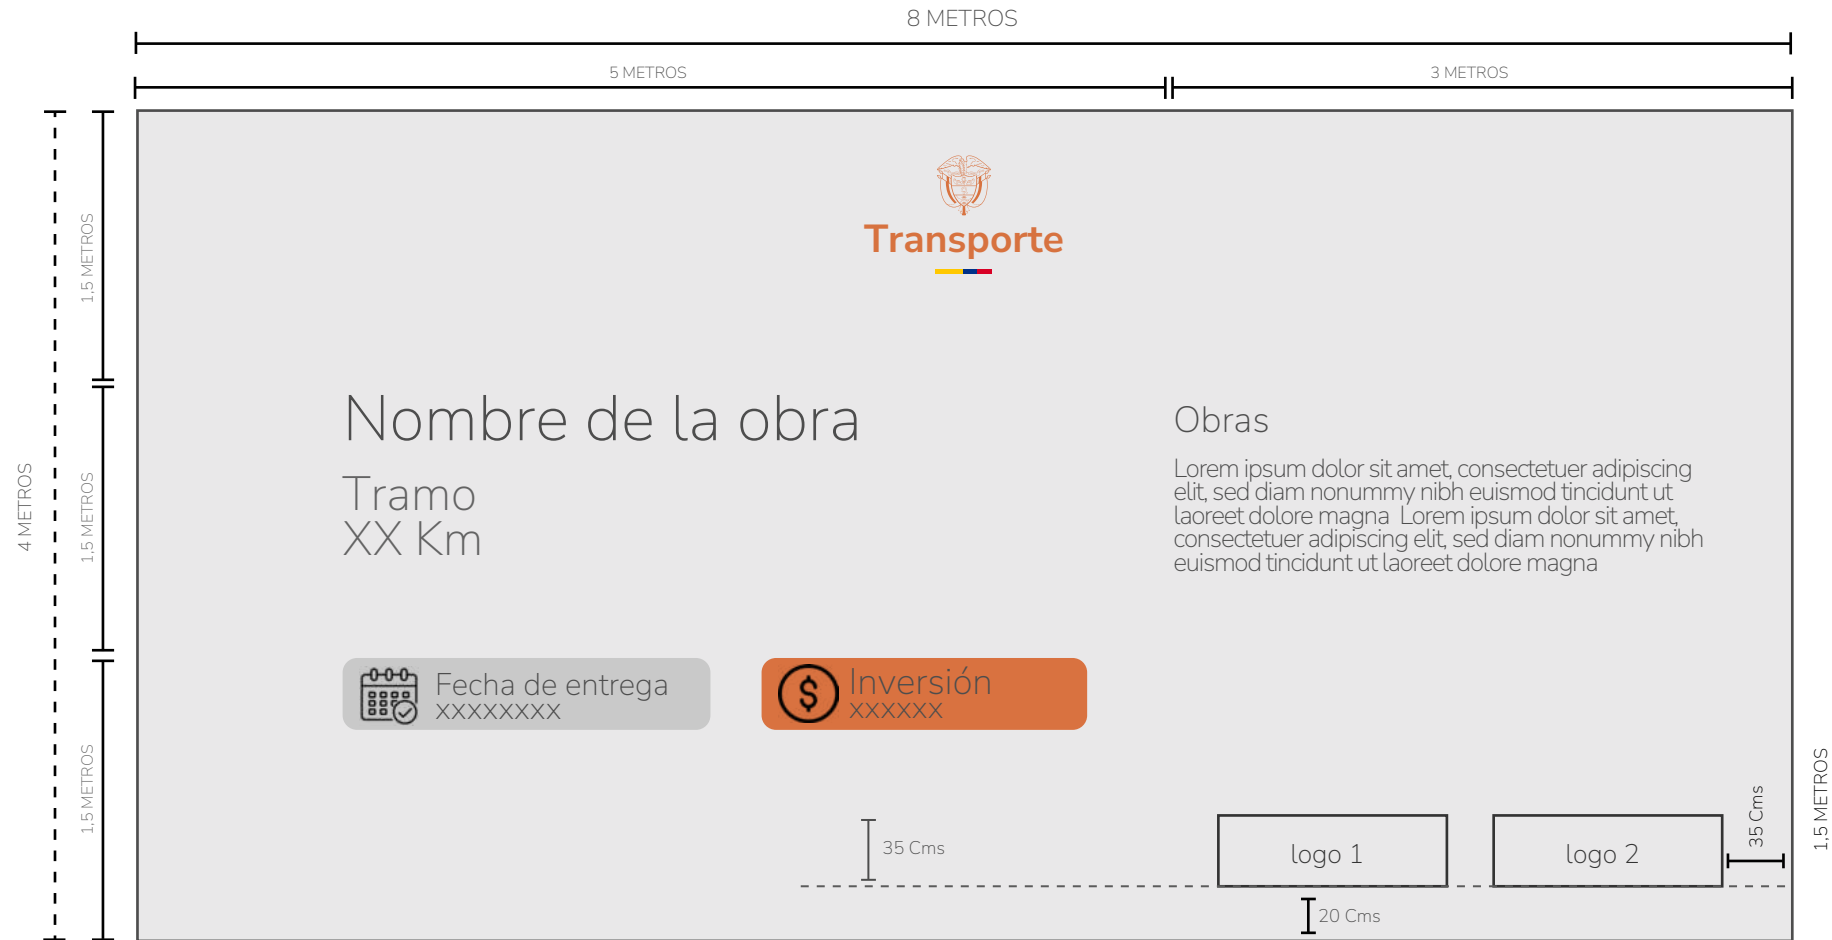 8 METROS
5 METROS
3 METROS
4 METROS
1,5 METROS
1,5 METROS
1,5 METROS
Transporte
Nombre de la obra
Tramo
XX Km
Obras
Lorem ipsum dolor sit amet, consectetuer adipiscing
elit, sed diam nonummy nibh euismod tincidunt ut
laoreet dolore magna Lorem ipsum dolor sit amet,
consectetuer adipiscing elit, sed diam nonummy nibh
euismod tincidunt ut laoreet dolore magna
Fecha de entrega
xxxxxxxx
$
Inversión
xxxxxx
35 Cms
logo 1
logo 2
35 Cms
1,5 METROS
20 Cms